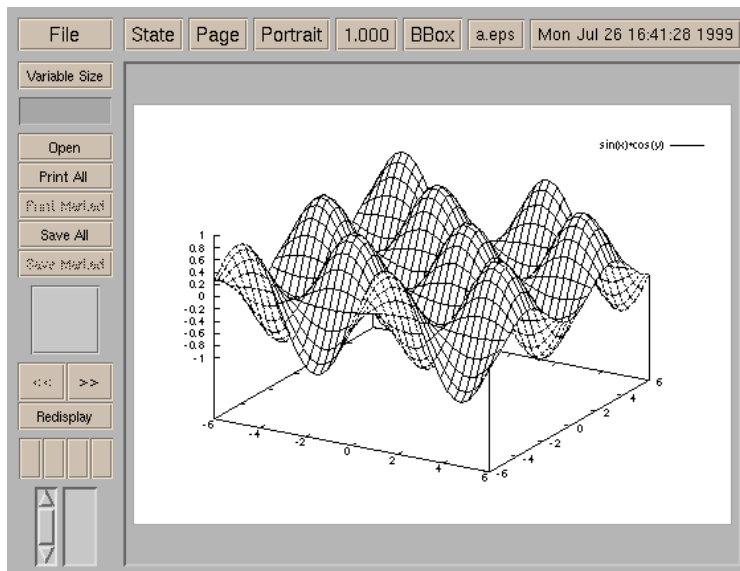 File State Page Portrait 1.000 BBox a.eps Mon Jul 26 16:41:28 1999
Variable Size
Open
Print All
Print Marked
Save All
Save Marked
<< >>
Redisplay
sin(x)*cos(y)
1
0.8
0.6
0.4
0.2
0
-0.2
-0.4
-0.6
-0.8
-1
-6 -4 -2 0 2 4 6
-6 -4 -2 0 2 4 6